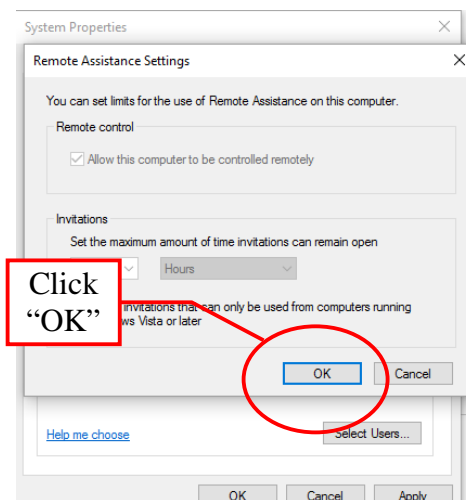 System Properties
Remote Assistance Settings
You can set limits for the use of Remote Assistance on this computer.
Remote control
Allow this computer to be controlled remotely
Invitations
Set the maximum amount of time invitations can remain open
Hours
Click
“OK”
invitations that can only be used from computers running
Vista or later
OK Cancel
Help me choose Select Users...
OK Cancel Apply